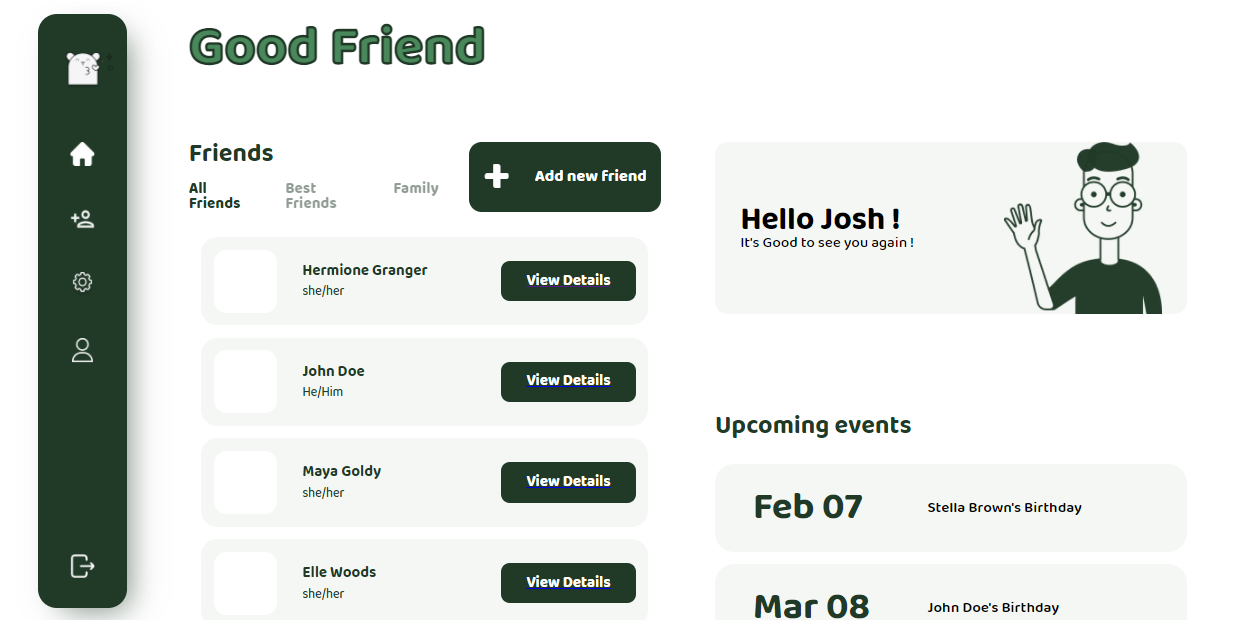 Good Friend
Friends
All
Friends
Best
Friends
Family
Add new friend
Hermione Granger
she/her
View Details
John Doe
He/Him
View Details
Maya Goldy
she/her
View Details
Elle Woods
she/her
View Details
Hello Josh !
It's Good to see you again !
Upcoming events
Feb 07
Stella Brown's Birthday
Mar 08
John Doe's Birthday